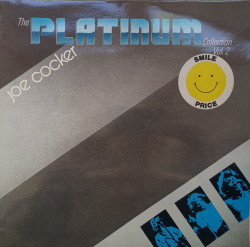 The PLATINUM
Collection
Vol. 2
joe cocker
SMILE
PRICE